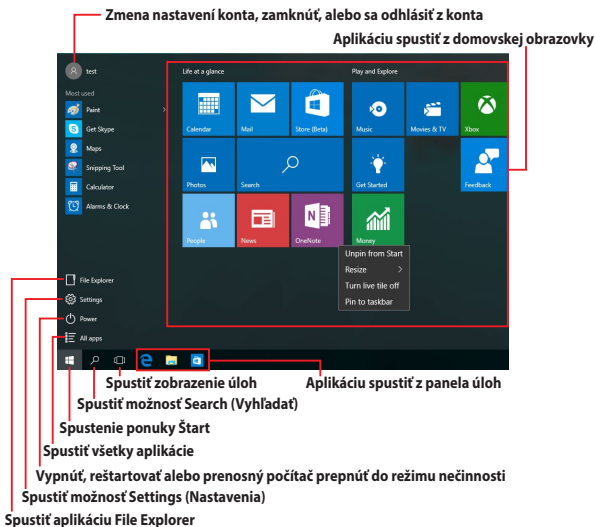 Zmena nastavení konta, zamknúť, alebo sa odhlásiť z konta
Aplikáciu spustiť z domovskej obrazovky
test
Life at a glance
Play and Explore
Most used
Paint
Get Skype
Maps
Snipping Tool
Calculator
Alarms & Clock
Calendar
Mail
Store (Beta)
Music
Movies & TV
Xbox
Photos
Search
Get Started
Feedback
People
News
OneNote
Money
Unpin from Start
Resize
Turn live tile off
Pin to taskbar
File Explorer
Settings
Power
All apps
Spustiť zobrazenie úloh
Aplikáciu spustiť z panela úloh
Spustiť možnosť Search (Vyhľadať)
Spustenie ponuky Štart
Spustiť všetky aplikácie
Vypnúť, reštartovať alebo prenosný počítač prepnúť do režimu nečinnosti
Spustiť možnosť Settings (Nastavenia)
Spustiť aplikáciu File Explorer